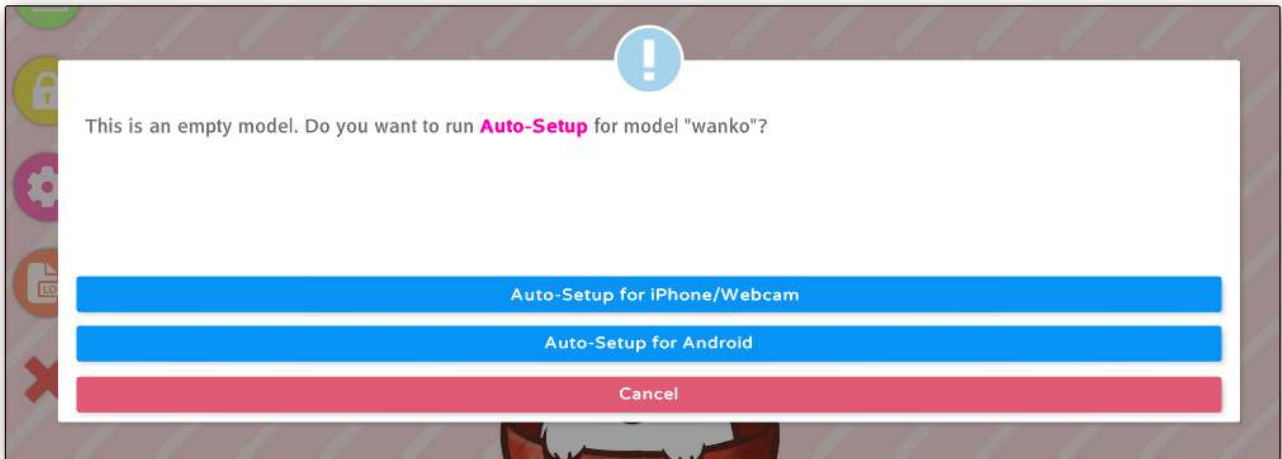 This is an empty model. Do you want to run Auto-Setup for model "wanko"?
Auto-Setup for iPhone/Webcam
Auto-Setup for Android
Cancel